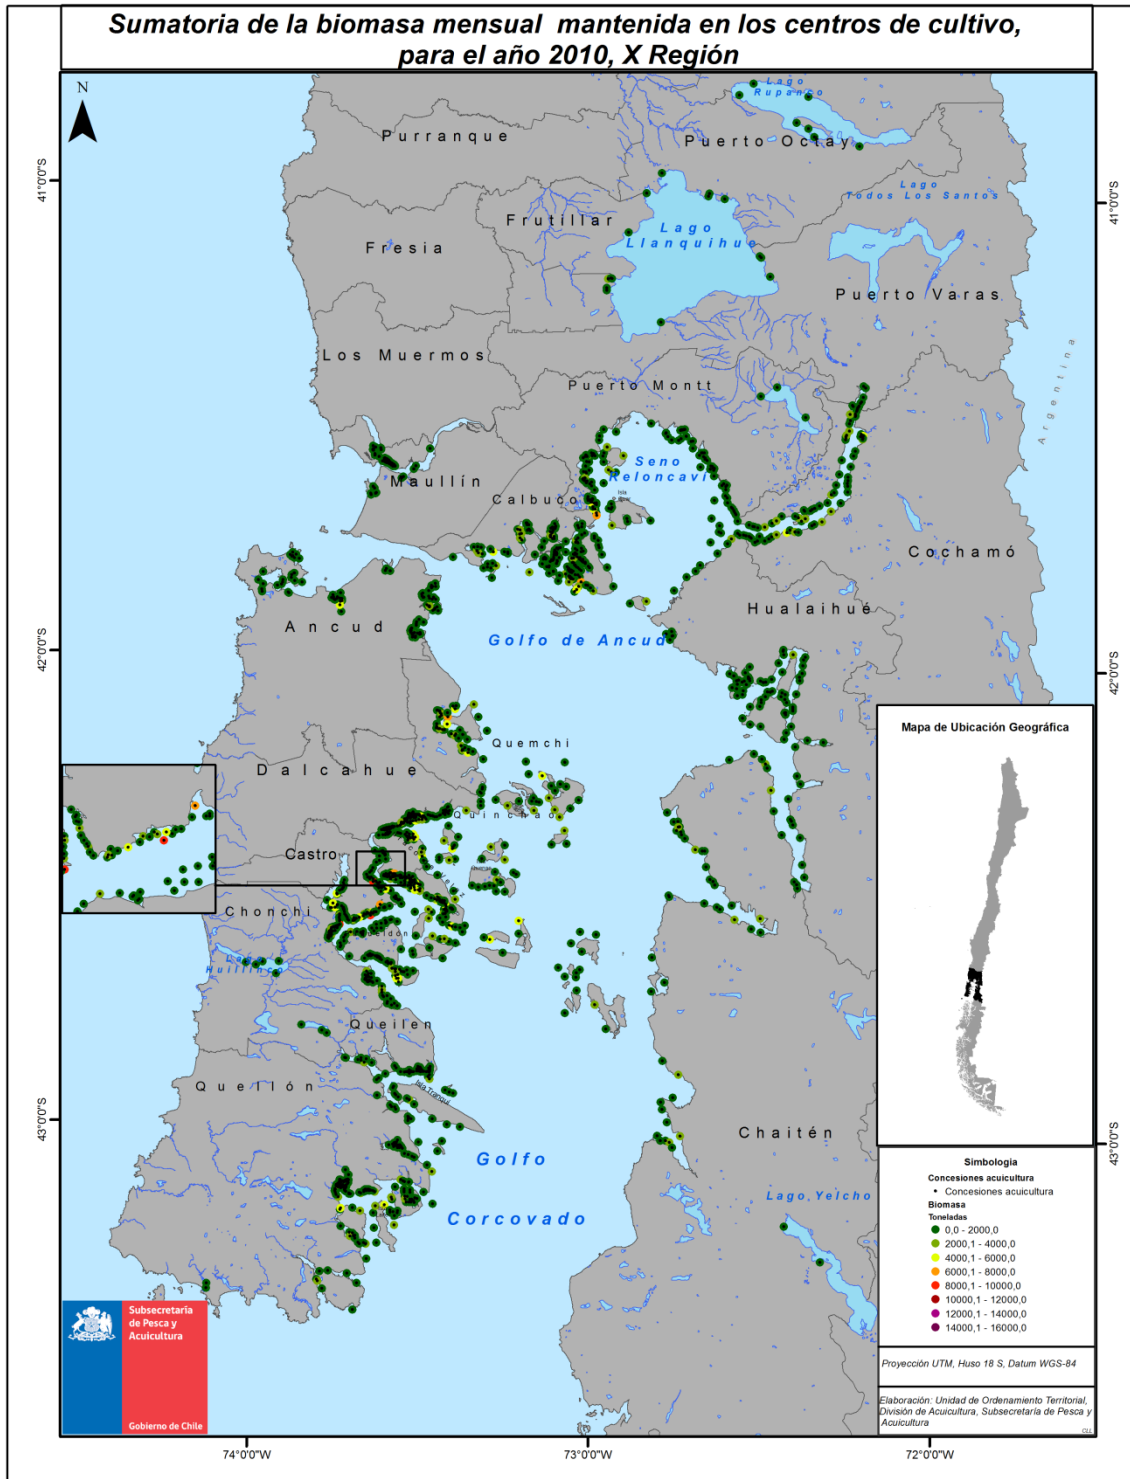 Sumatoria de la biomasa mensual mantenida en los centros de cultivo,
para el año 2010, X Región
N
Lago
Rupanco
Purranque
Puerto Octay
41°0'0"S
41°0'0"S
Lago
Todos Los Santos
Frutillar
Lago
Llanquihue
Fresia
Puerto Varas
Los Muermos
Argentina
Puerto Montt
Seno
Reloncaví
Maullín
Calbuco
Isla
Cochamó
Hualaihué
Ancud
Golfo de Ancud
42°0'0"S
42°0'0"S
Mapa de Ubicación Geográfica
Quemchi
Dalcahue
Quinchao
Castro
Chonchi
Lago
Huillinco
Queilen
Quellón
Isla Tranqui
43°0'0"S
43°0'0"S
Chaitén
Golfo
Corcovado
Lago Yelcho
Simbologia
Concesiones acuicultura
Concesiones acuicultura
Biomasa
Toneladas
0,0 - 2000,0
2000,1 - 4000,0
4000,1 - 6000,0
6000,1 - 8000,0
8000,1 - 10000,0
10000,1 - 12000,0
12000,1 - 14000,0
14000,1 - 16000,0
Proyección UTM, Huso 18 S, Datum WGS-84
Elaboración: Unidad de Ordenamiento Territorial,
División de Acuicultura, Subsecretaría de Pesca y
Acuicultura
CLL
Subsecretaría
de Pesca y
Acuicultura
Gobierno de Chile
74°0'0"W
73°0'0"W
72°0'0"W